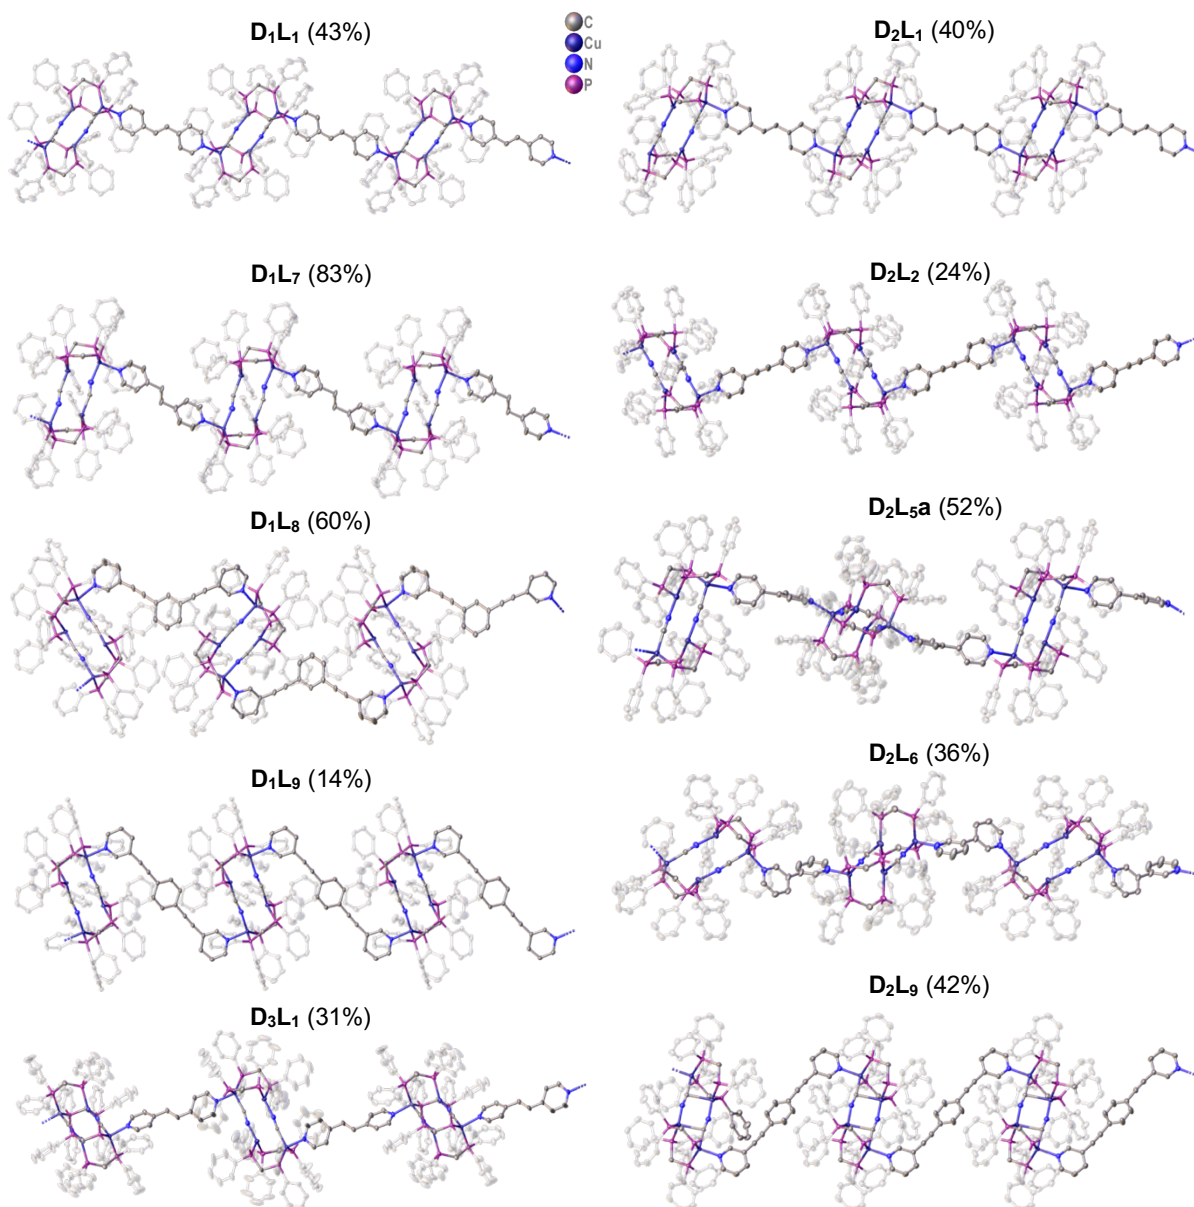 D₁L₁ (43%)
C
Cu
N
P
D₂L₁ (40%)
D₁L₇ (83%)
D₂L₂ (24%)
D₁L₈ (60%)
D₂L₅a (52%)
D₁L₉ (14%)
D₂L₆ (36%)
D₃L₁ (31%)
D₂L₉ (42%)